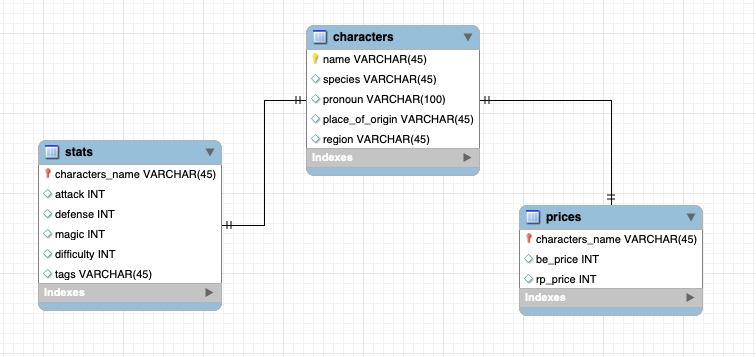 characters
name VARCHAR(45)
species VARCHAR(45)
pronoun VARCHAR(100)
place_of_origin VARCHAR(45)
region VARCHAR(45)
Indexes
stats
characters_name VARCHAR(45)
attack INT
defense INT
magic INT
difficulty INT
tags VARCHAR(45)
Indexes
prices
characters_name VARCHAR(45)
be_price INT
rp_price INT
Indexes